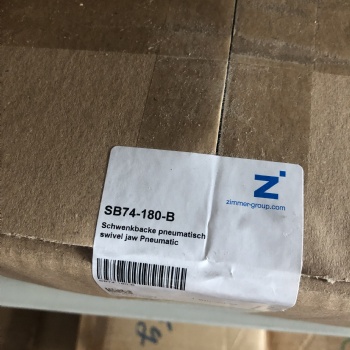 Z
zimmer-group.com
SB74-180-B
Schwenkbacke pneumatisch
swivel jaw Pneumatic